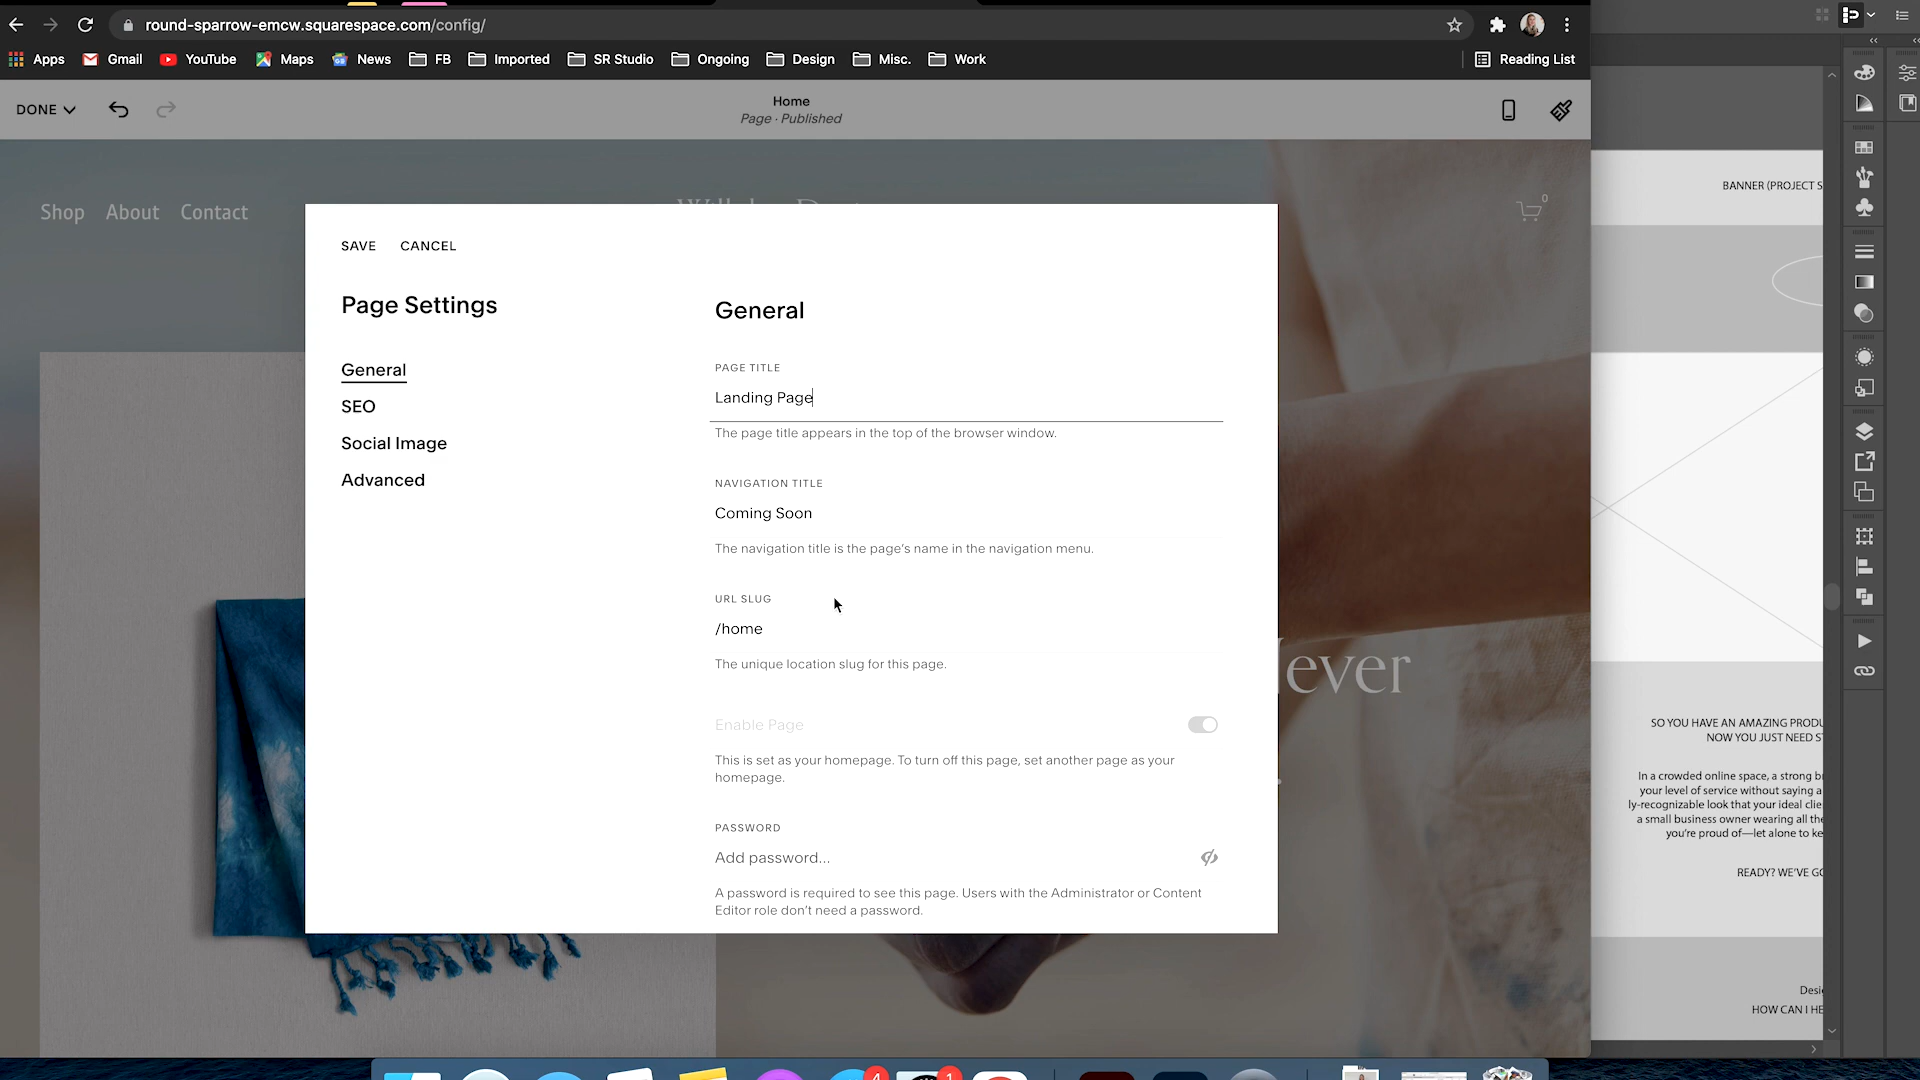 round-sparrow-emcw.squarespace.com/config/
Apps Gmail YouTube Maps News FB Imported SR Studio Ongoing Design Misc. Work Reading List
DONE
Home
Page · Published
Shop About Contact
0
BANNER (PROJECT S
SAVE CANCEL
Page Settings
General
SEO
Social Image
Advanced
General
PAGE TITLE
Landing Page
The page title appears in the top of the browser window.
NAVIGATION TITLE
Coming Soon
The navigation title is the page's name in the navigation menu.
URL SLUG
/home
The unique location slug for this page.
Enable Page
This is set as your homepage. To turn off this page, set another page as your
homepage.
PASSWORD
Add password...
A password is required to see this page. Users with the Administrator or Content
Editor role don't need a password.
ever
SO YOU HAVE AN AMAZING PRODU
NOW YOU JUST NEED S
In a crowded online space, a strong br
your level of service without saying a
ly-recognizable look that your ideal clie
a small business owner wearing all the
you're proud of—let alone to ke
READY? WE'VE GO
Desi
HOW CAN I HE
4
1